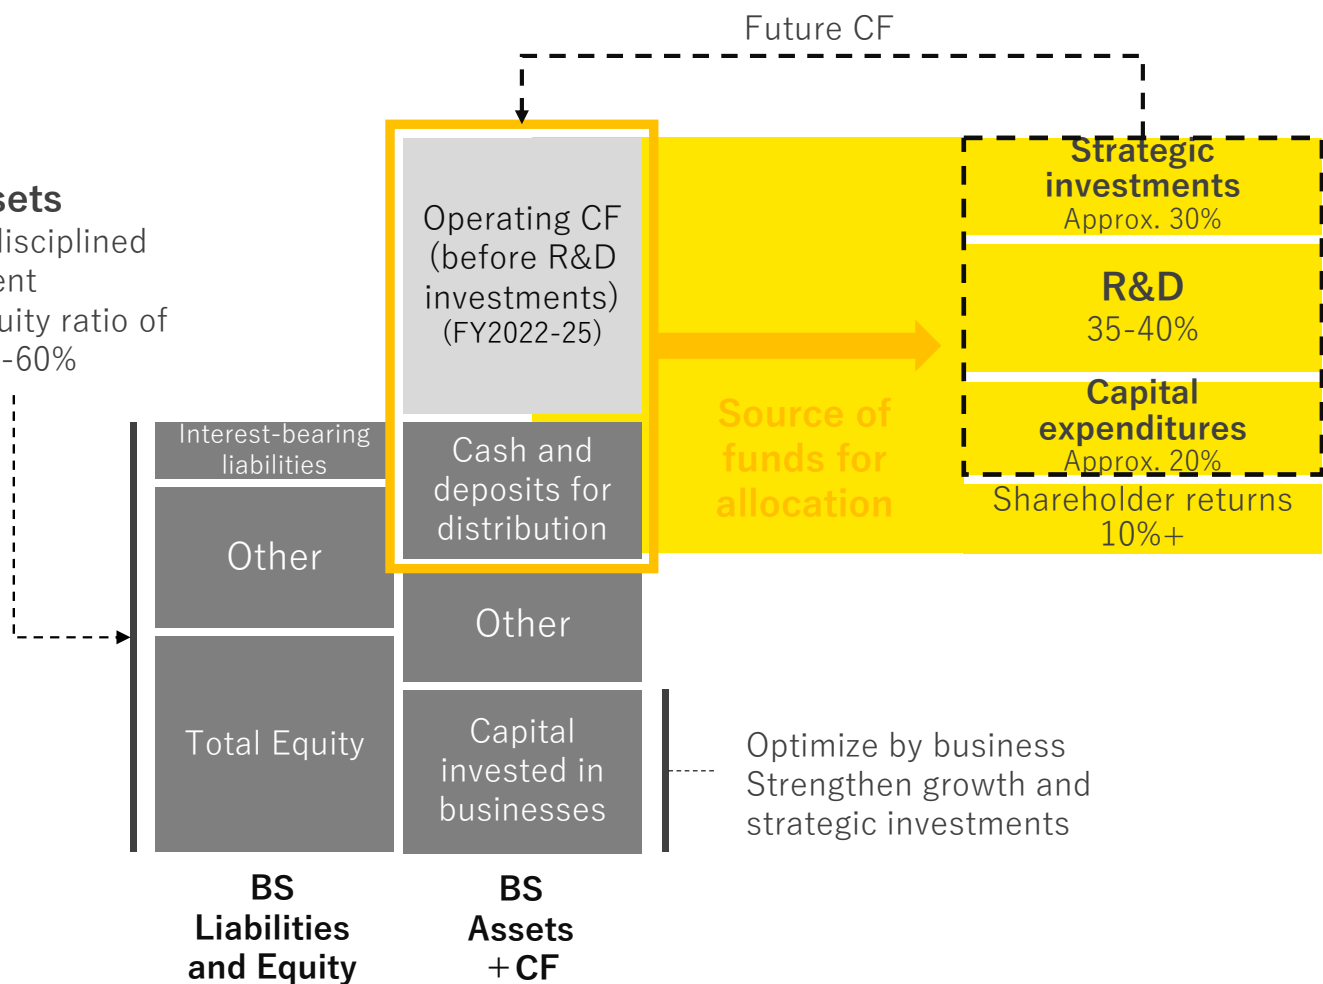 Future CF
Strategic
investments
Approx. 30%
Operating CF
(before R&D
investments)
(FY2022-25)
R&D
35-40%
-60%
Source of
funds for
allocation
Capital
expenditures
Approx. 20%
Shareholder returns
10%+
Interest-bearing
liabilities
Cash and
deposits for
distribution
Other
Other
Total Equity
Capital
invested in
businesses
Optimize by business
Strengthen growth and
strategic investments
BS
Liabilities
and Equity
BS
Assets
+CF
sets
disciplined
ent
uity ratio of